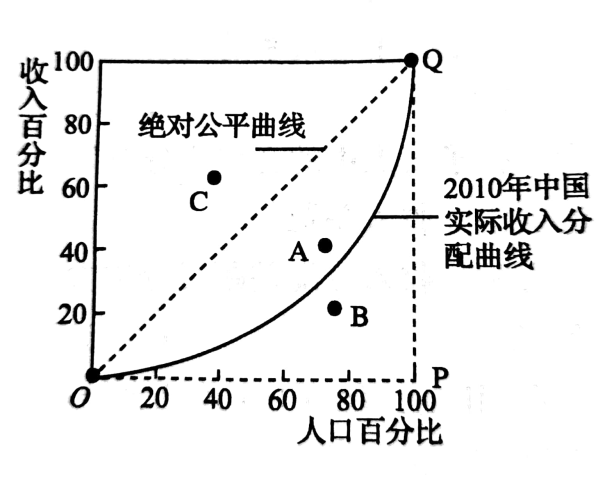 收入百分比
100
80
60
40
20
O
20
40
60
80
100
人口百分比
Q
P
绝对公平曲线
C
A
B
2010年中国
实际收入分
配曲线